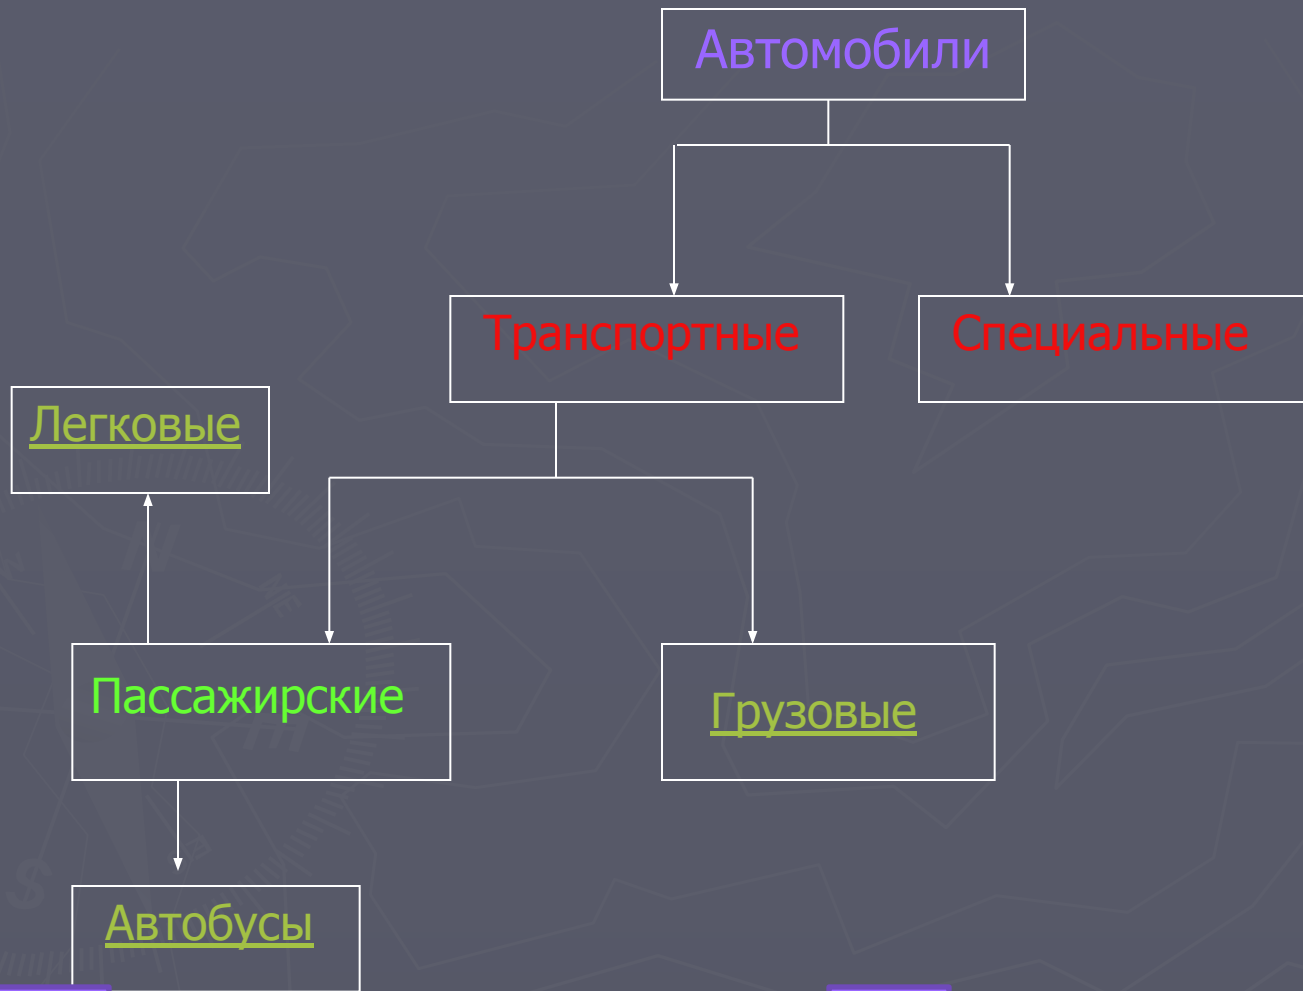 Автомобили
Транспортные
Специальные
Легковые
Пассажирские
Грузовые
Автобусы